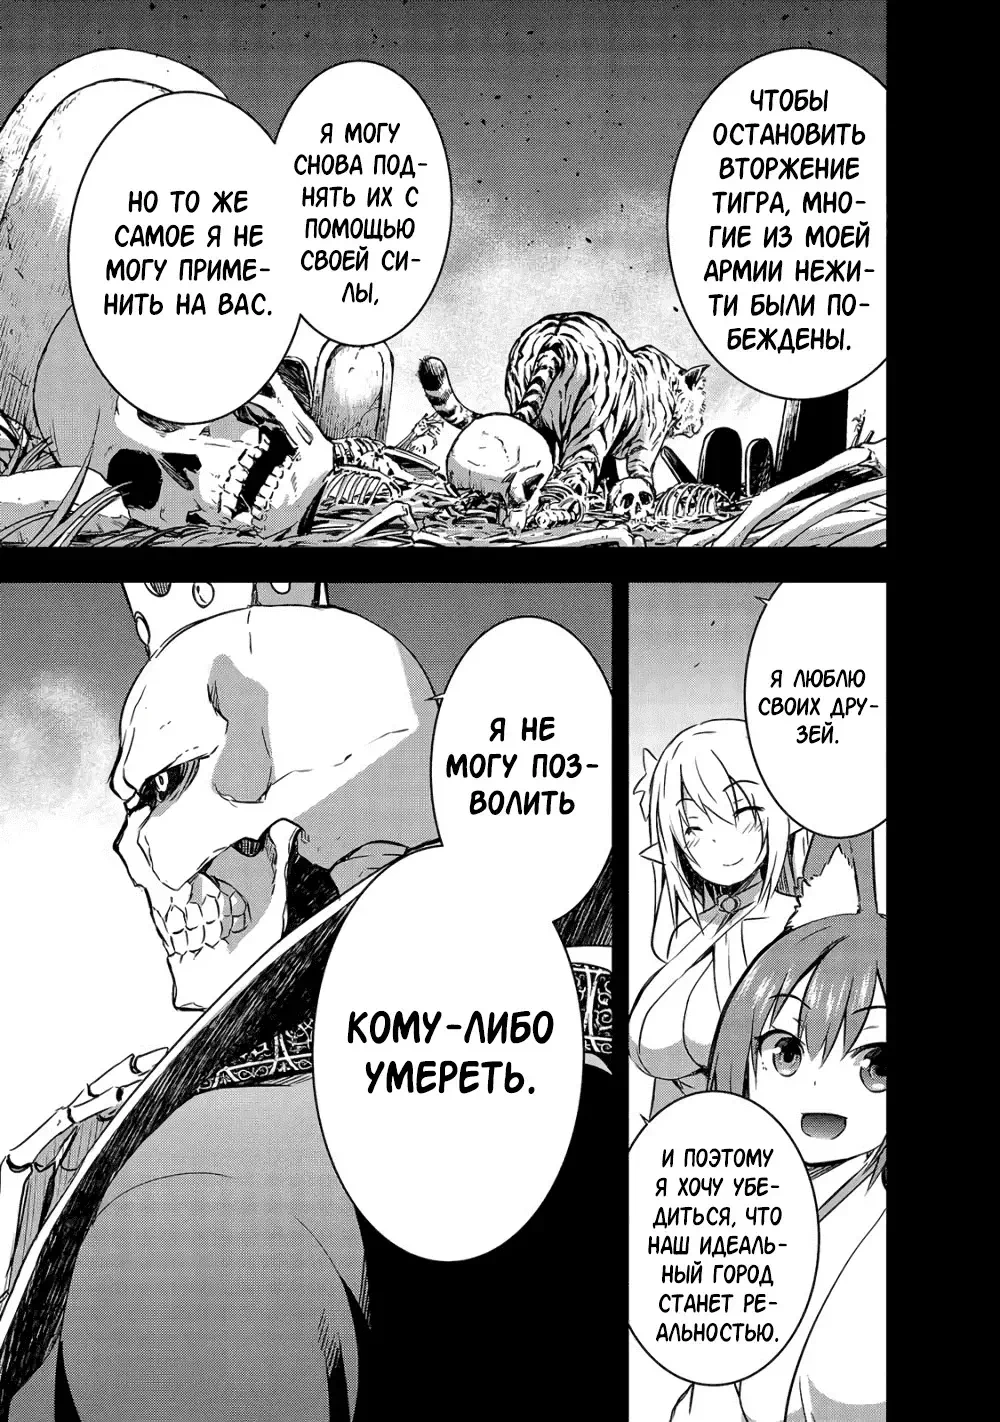 ЧТОБЫ
ОСТАНОВИТЬ
ВТОРЖЕНИЕ
ТИГРА, МНО-
ГИЕ ИЗ МОЕЙ
АРМИИ НЕЖИ-
ТИ БЫЛИ ПО-
БЕЖДЕНЫ.
Я МОГУ
СНОВА ПОД-
НЯТЬ ИХ С
ПОМОЩЬЮ
СВОЕЙ СИ-
ЛЫ,
НО ТО ЖЕ
САМОЕ Я НЕ
МОГУ ПРИМЕ-
НИТЬ НА ВАС.
Я ЛЮБЛЮ
СВОИХ ДРУ-
ЗЕЙ.
И ПОЭТОМУ
Я ХОЧУ УБЕ-
ДИТЬСЯ, ЧТО
НАШ ИДЕАЛЬ-
НЫЙ ГОРОД
СТАНЕТ РЕ-
АЛЬНОСТЬЮ.
Я НЕ
МОГУ ПОЗ-
ВОЛИТЬ
КОМУ-ЛИБО
УМЕРЕТЬ.